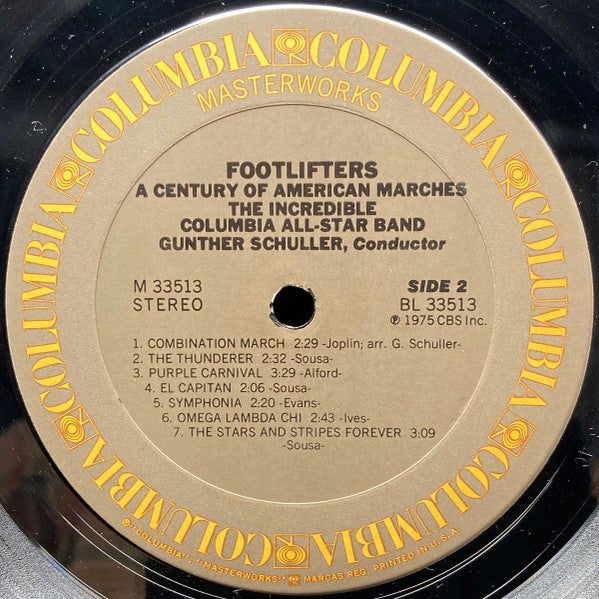 COLUMBIA COLUMBIA COLUMBIA COLUMBIA COLUMBIA COLUMBIA COLUMBIA COLUMBIA
MASTERWORKS
FOOTLIFTERS
A CENTURY OF AMERICAN MARCHES
THE INCREDIBLE
COLUMBIA ALL-STAR BAND
GUNTHER SCHULLER, Conductor
M 33513
STEREO
SIDE 2
BL 33513
℗ 1975 CBS Inc.
1. COMBINATION MARCH 2:29 -Joplin; arr. G. Schuller-
2. THE THUNDERER 2:32 -Sousa-
3. PURPLE CARNIVAL 3:29 -Alford-
4. EL CAPITAN 2:06 -Sousa-
5. SYMPHONIA 2:20 -Evans-
6. OMEGA LAMBDA CHI 2:43 -Ives-
7. THE STARS AND STRIPES FOREVER 3:09
-Sousa-
®"COLUMBIA", "MASTERWORKS" MARCAS REG. PRINTED IN U.S.A.